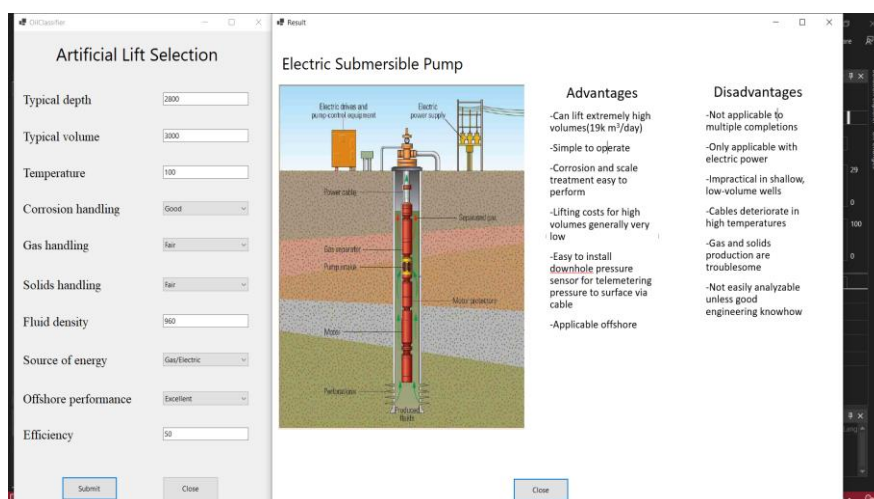 OilClassifier
Artificial Lift Selection
Typical depth
2800
Typical volume
3000
Temperature
100
Corrosion handling
Good
Gas handling
Fair
Solids handling
Fair
Fluid density
960
Source of energy
Gas/Electric
Offshore performance
Excellent
Efficiency
50
Submit
Close
Result
Electric Submersible Pump
Electric drives and
pump-control equipment
Electric
power supply
Power cable
Separated gas
Gas separator
Pump intake
Motor protectors
Motor
Perforations
Produced
fluids
Advantages
-Can lift extremely high
volumes(19k m³/day)
-Simple to operate
-Corrosion and scale
treatment easy to
perform
-Lifting costs for high
volumes generally very
low
-Easy to install
downhole pressure
sensor for telemetering
pressure to surface via
cable
-Applicable offshore
Disadvantages
-Not applicable to
multiple completions
-Only applicable with
electric power
-Impractical in shallow,
low-volume wells
-Cables deteriorate in
high temperatures
-Gas and solids
production are
troublesome
-Not easily analyzable
unless good
engineering knowhow
Close
29
0
100
0